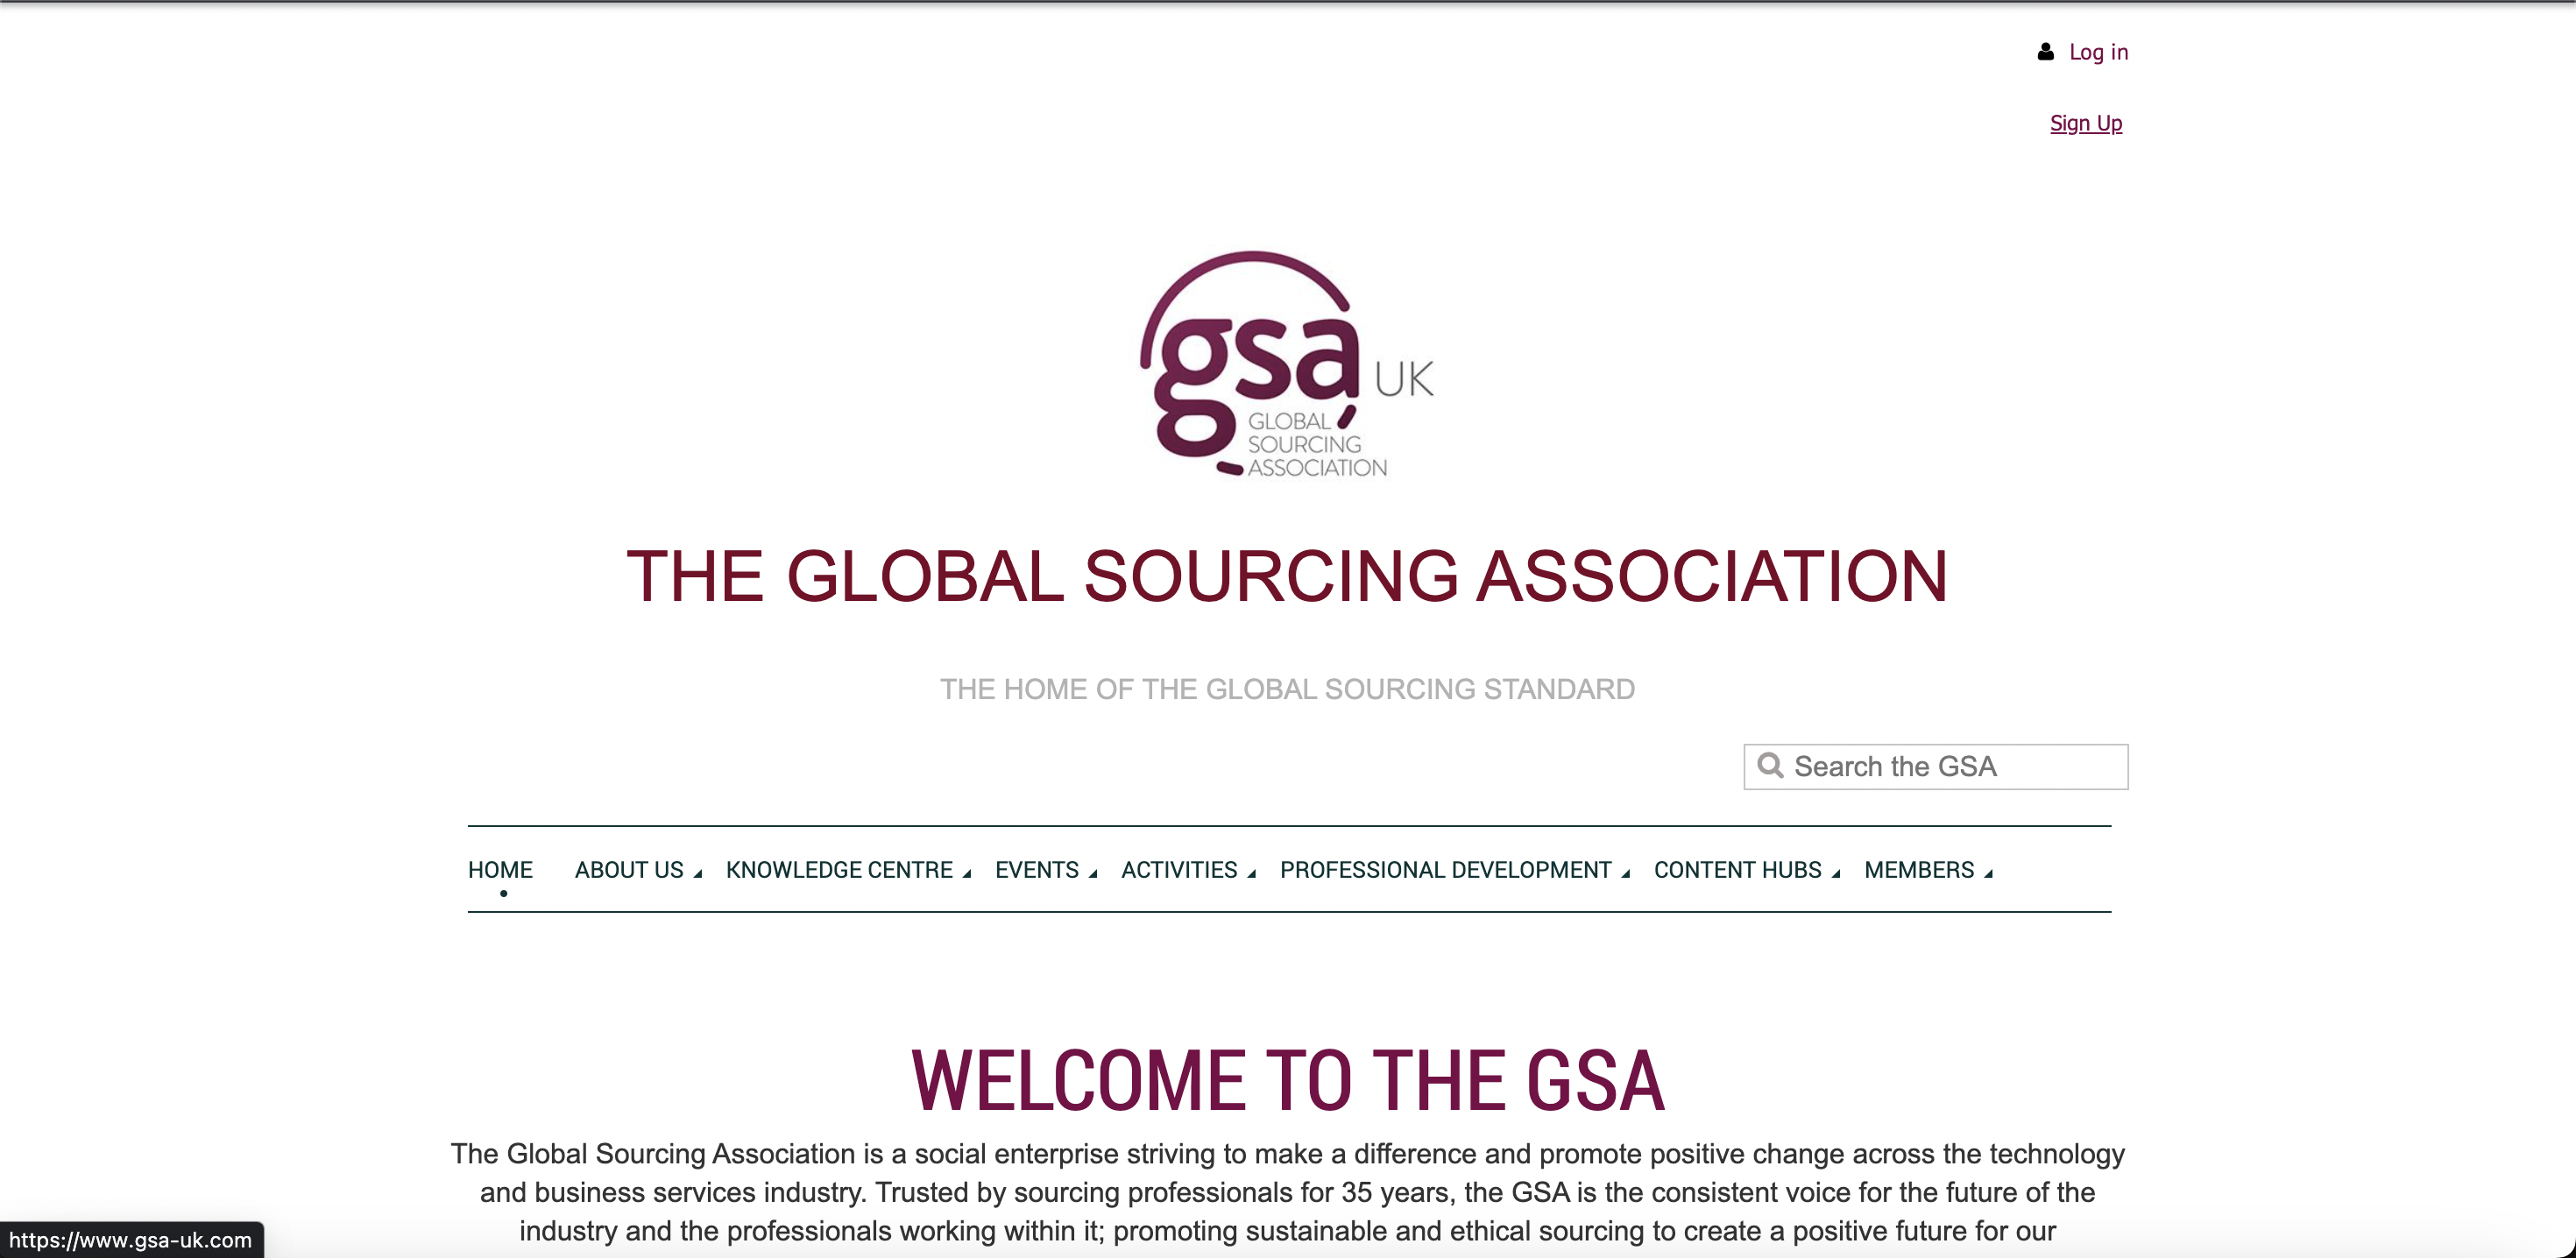 Log in
Sign Up
gsa UK
GLOBAL
SOURCING
ASSOCIATION
THE GLOBAL SOURCING ASSOCIATION
THE HOME OF THE GLOBAL SOURCING STANDARD
Search the GSA
HOME ABOUT US KNOWLEDGE CENTRE EVENTS ACTIVITIES PROFESSIONAL DEVELOPMENT CONTENT HUBS MEMBERS
WELCOME TO THE GSA
The Global Sourcing Association is a social enterprise striving to make a difference and promote positive change across the technology
and business services industry. Trusted by sourcing professionals for 35 years, the GSA is the consistent voice for the future of the
industry and the professionals working within it; promoting sustainable and ethical sourcing to create a positive future for our
https://www.gsa-uk.com